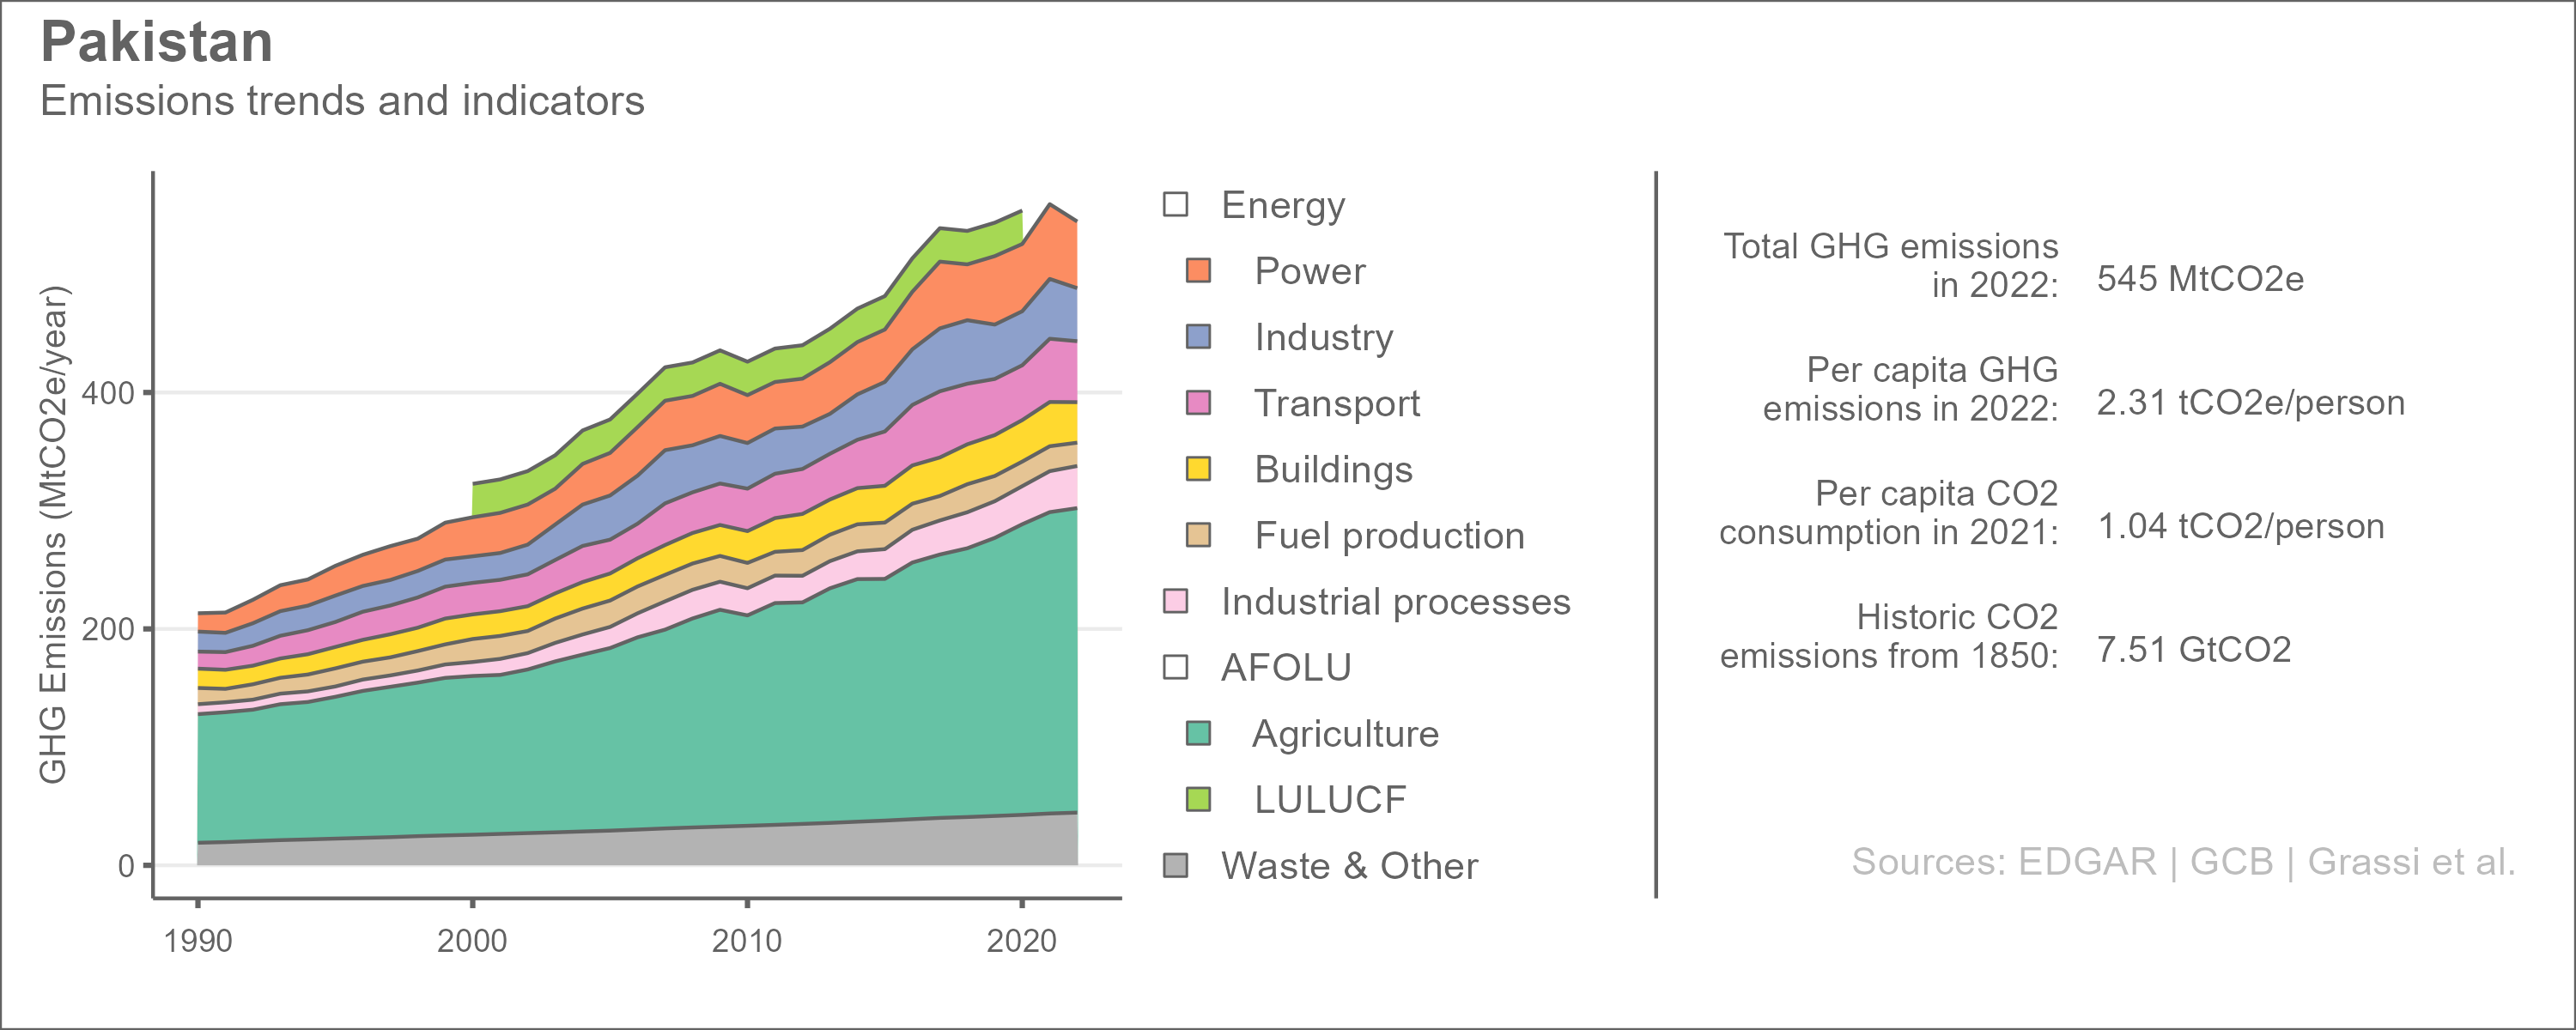 Pakistan
Emissions trends and indicators
GHG Emissions (MtCO2e/year)
400
200
0
1990
2000
2010
2020
Energy
Power
Industry
Transport
Buildings
Fuel production
Industrial processes
AFOLU
Agriculture
LULUCF
Waste & Other
Total GHG emissions
in 2022:
545 MtCO2e
Per capita GHG
emissions in 2022:
2.31 tCO2e/person
Per capita CO2
consumption in 2021:
1.04 tCO2/person
Historic CO2
emissions from 1850:
7.51 GtCO2
Sources: EDGAR | GCB | Grassi et al.